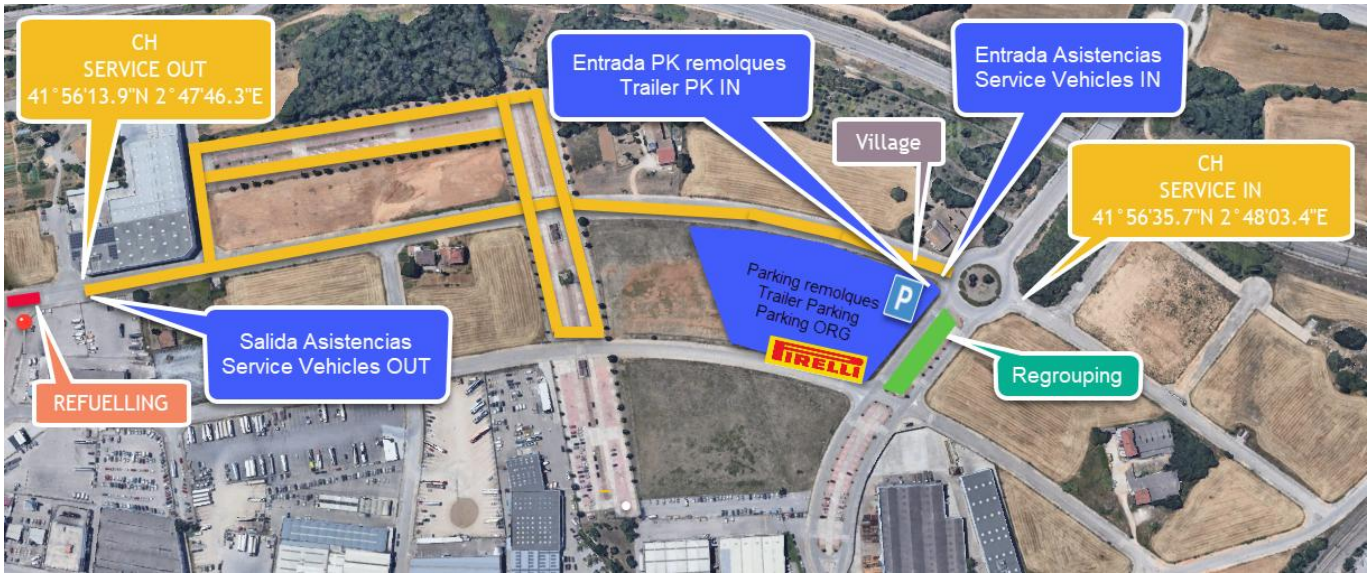 CH
SERVICE OUT
41°56'13.9"N 2°47'46.3"E
Entrada PK remolques
Trailer PK IN
Entrada Asistencias
Service Vehicles IN
Village
CH
SERVICE IN
41°56'35.7"N 2°48'03.4"E
Parking remolques
Trailer Parking
Parking ORG
P
PIRELLI
Salida Asistencias
Service Vehicles OUT
Regrouping
REFUELLING